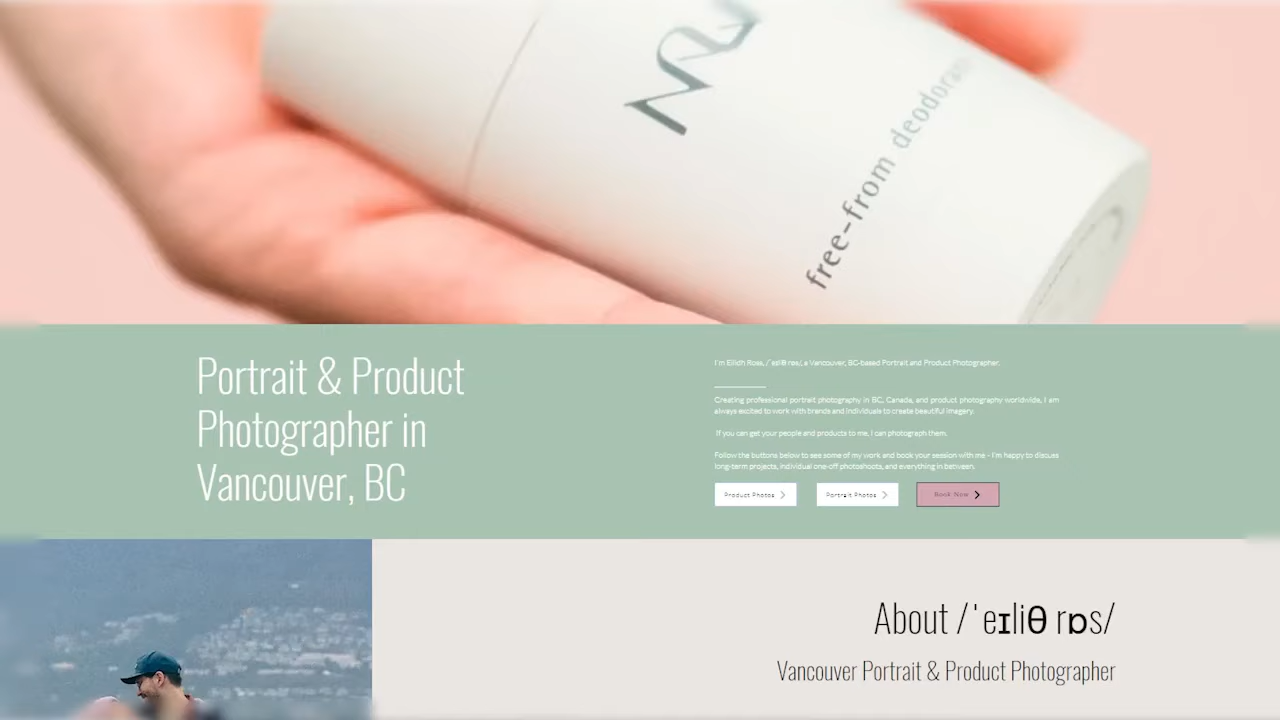 free-from deodorant
Portrait & Product
Photographer in
Vancouver, BC
I'm Eilidh Ross, /ˈeɪliθ rɒs/, a Vancouver, BC-based Portrait and Product Photographer.
Creating professional portrait photography in BC, Canada, and product photography worldwide, I am
always excited to work with brands and individuals to create beautiful imagery.
If you can get your people and products to me, I can photograph them.
Follow the buttons below to see some of my work and book your session with me - I'm happy to discuss
long-term projects, individual one-off photoshoots, and everything in between.
Product Photos
Portrait Photos
Book Now
About /ˈeɪliθ rɒs/
Vancouver Portrait & Product Photographer